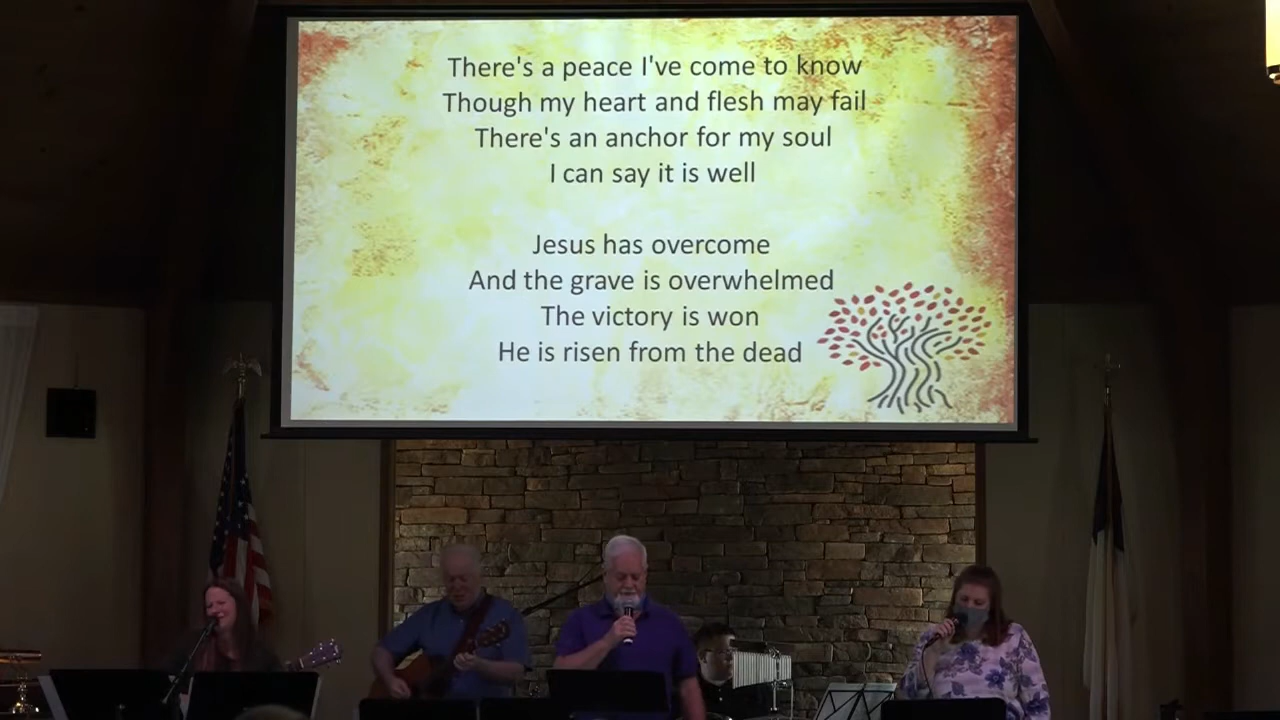 There's a peace I've come to know
Though my heart and flesh may fail
There's an anchor for my soul
I can say it is well
Jesus has overcome
And the grave is overwhelmed
The victory is won
He is risen from the dead